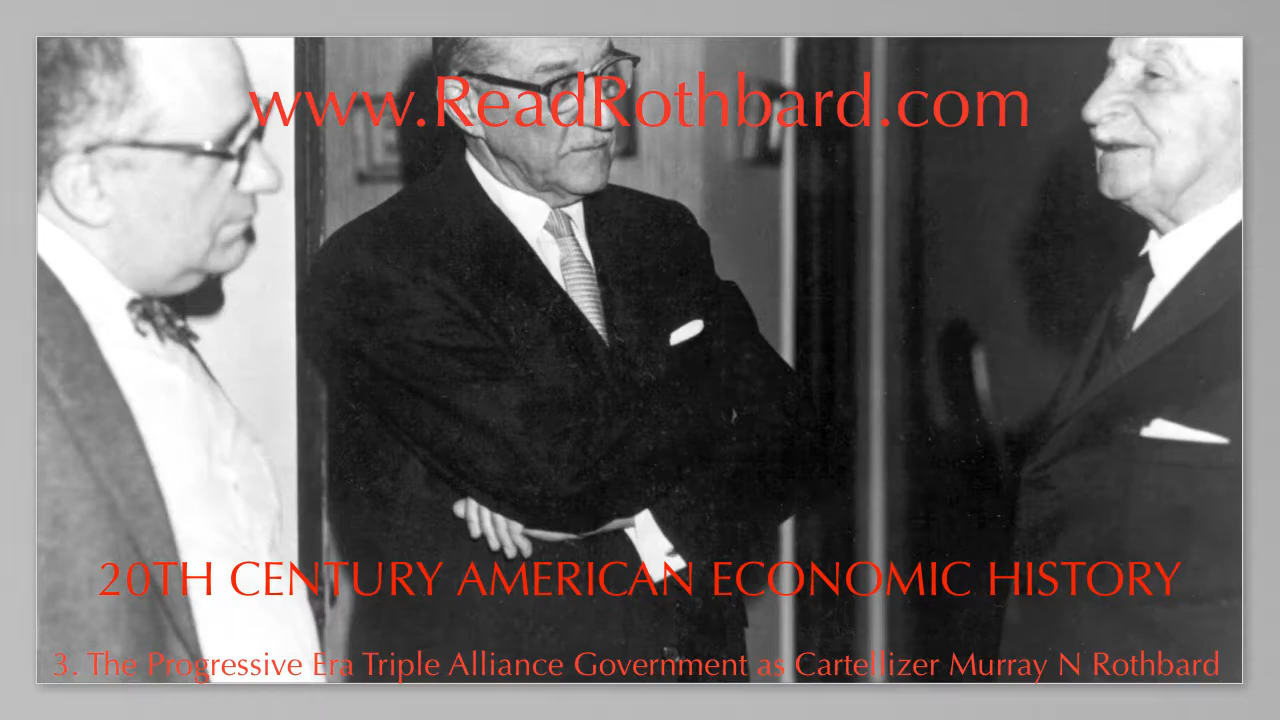 www.ReadRothbard.com
20TH CENTURY AMERICAN ECONOMIC HISTORY
3. The Progressive Era Triple Alliance Government as Cartellizer Murray N Rothbard